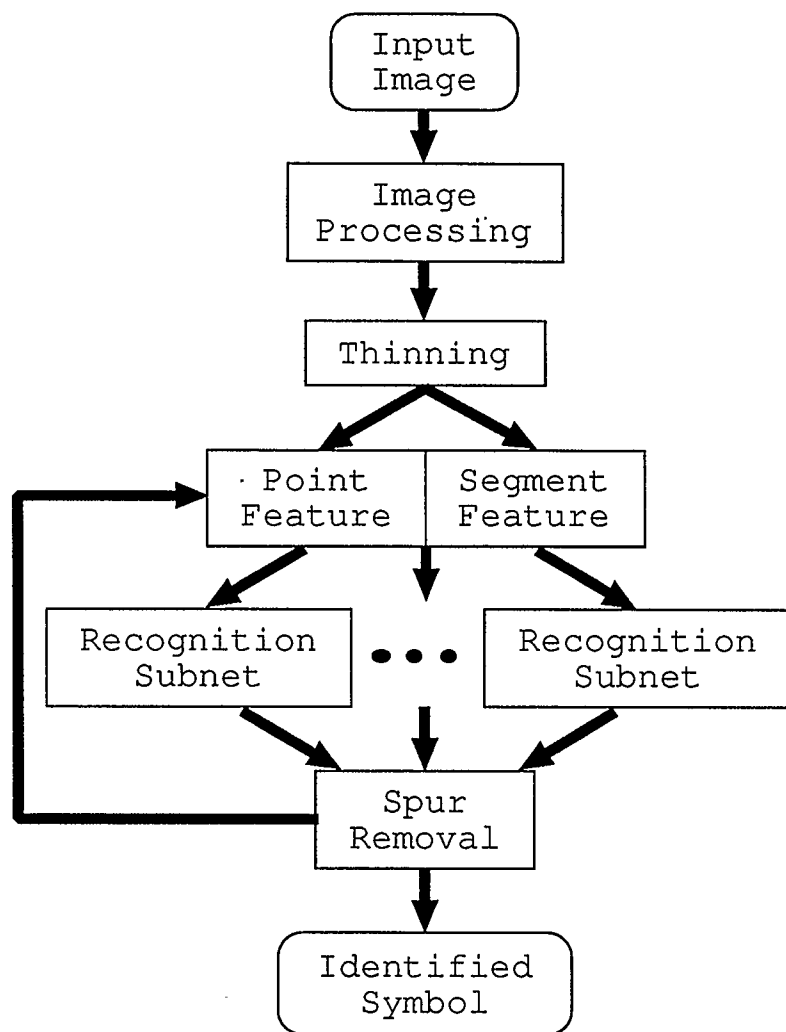 Input
Image
Image
Processing
Thinning
Point
Feature
Segment
Feature
Recognition
Subnet
Recognition
Subnet
Spur
Removal
Identified
Symbol